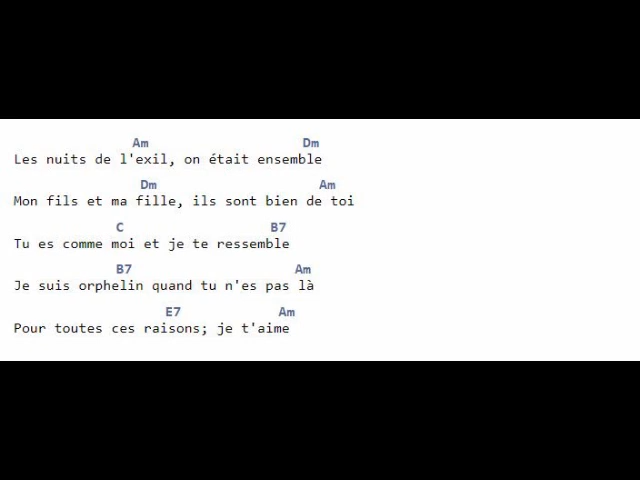 Am Dm
Les nuits de l'exil, on était ensemble
Dm Am
Mon fils et ma fille, ils sont bien de toi
C B7
Tu es comme moi et je te ressemble
B7 Am
Je suis orphelin quand tu n'es pas là
E7 Am
Pour toutes ces raisons; je t'aime